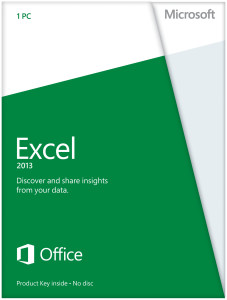 1 PC
Microsoft
Excel
2013
Discover and share insights
from your data.
Office
Product Key inside - No disc